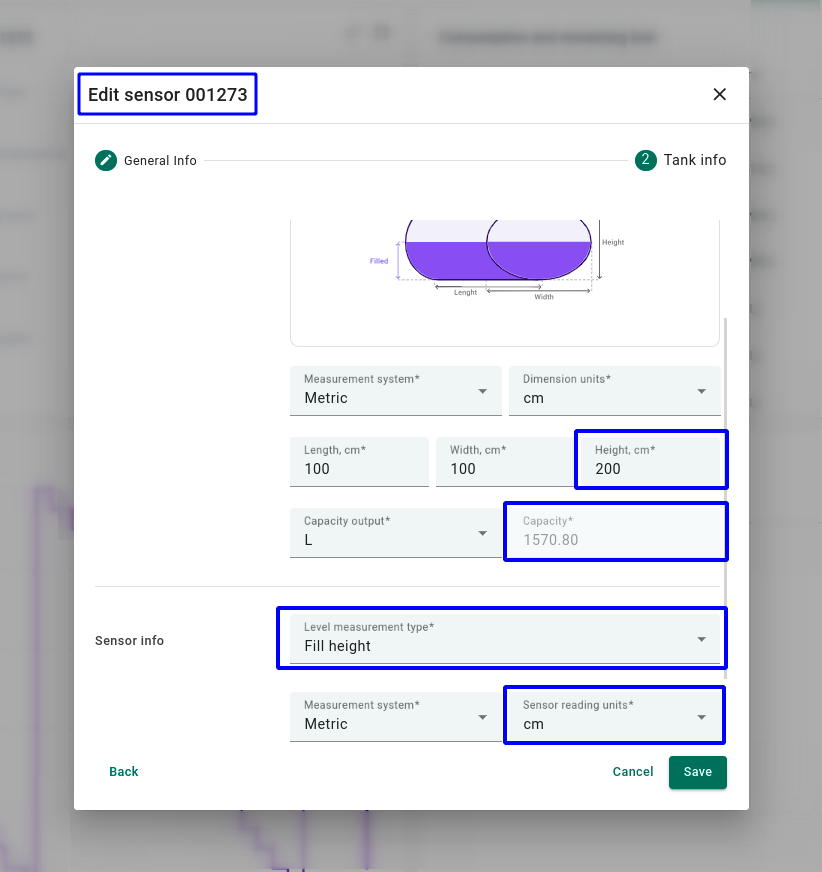 Edit sensor 001273
General Info
2
Tank info
Height
Filled
Lenght
Width
Measurement system*
Metric
Dimension units*
cm
Length, cm*
100
Width, cm*
100
Height, cm*
200
Capacity output*
L
Capacity*
1570.80
Sensor info
Level measurement type*
Fill height
Measurement system*
Metric
Sensor reading units*
cm
Back
Cancel
Save